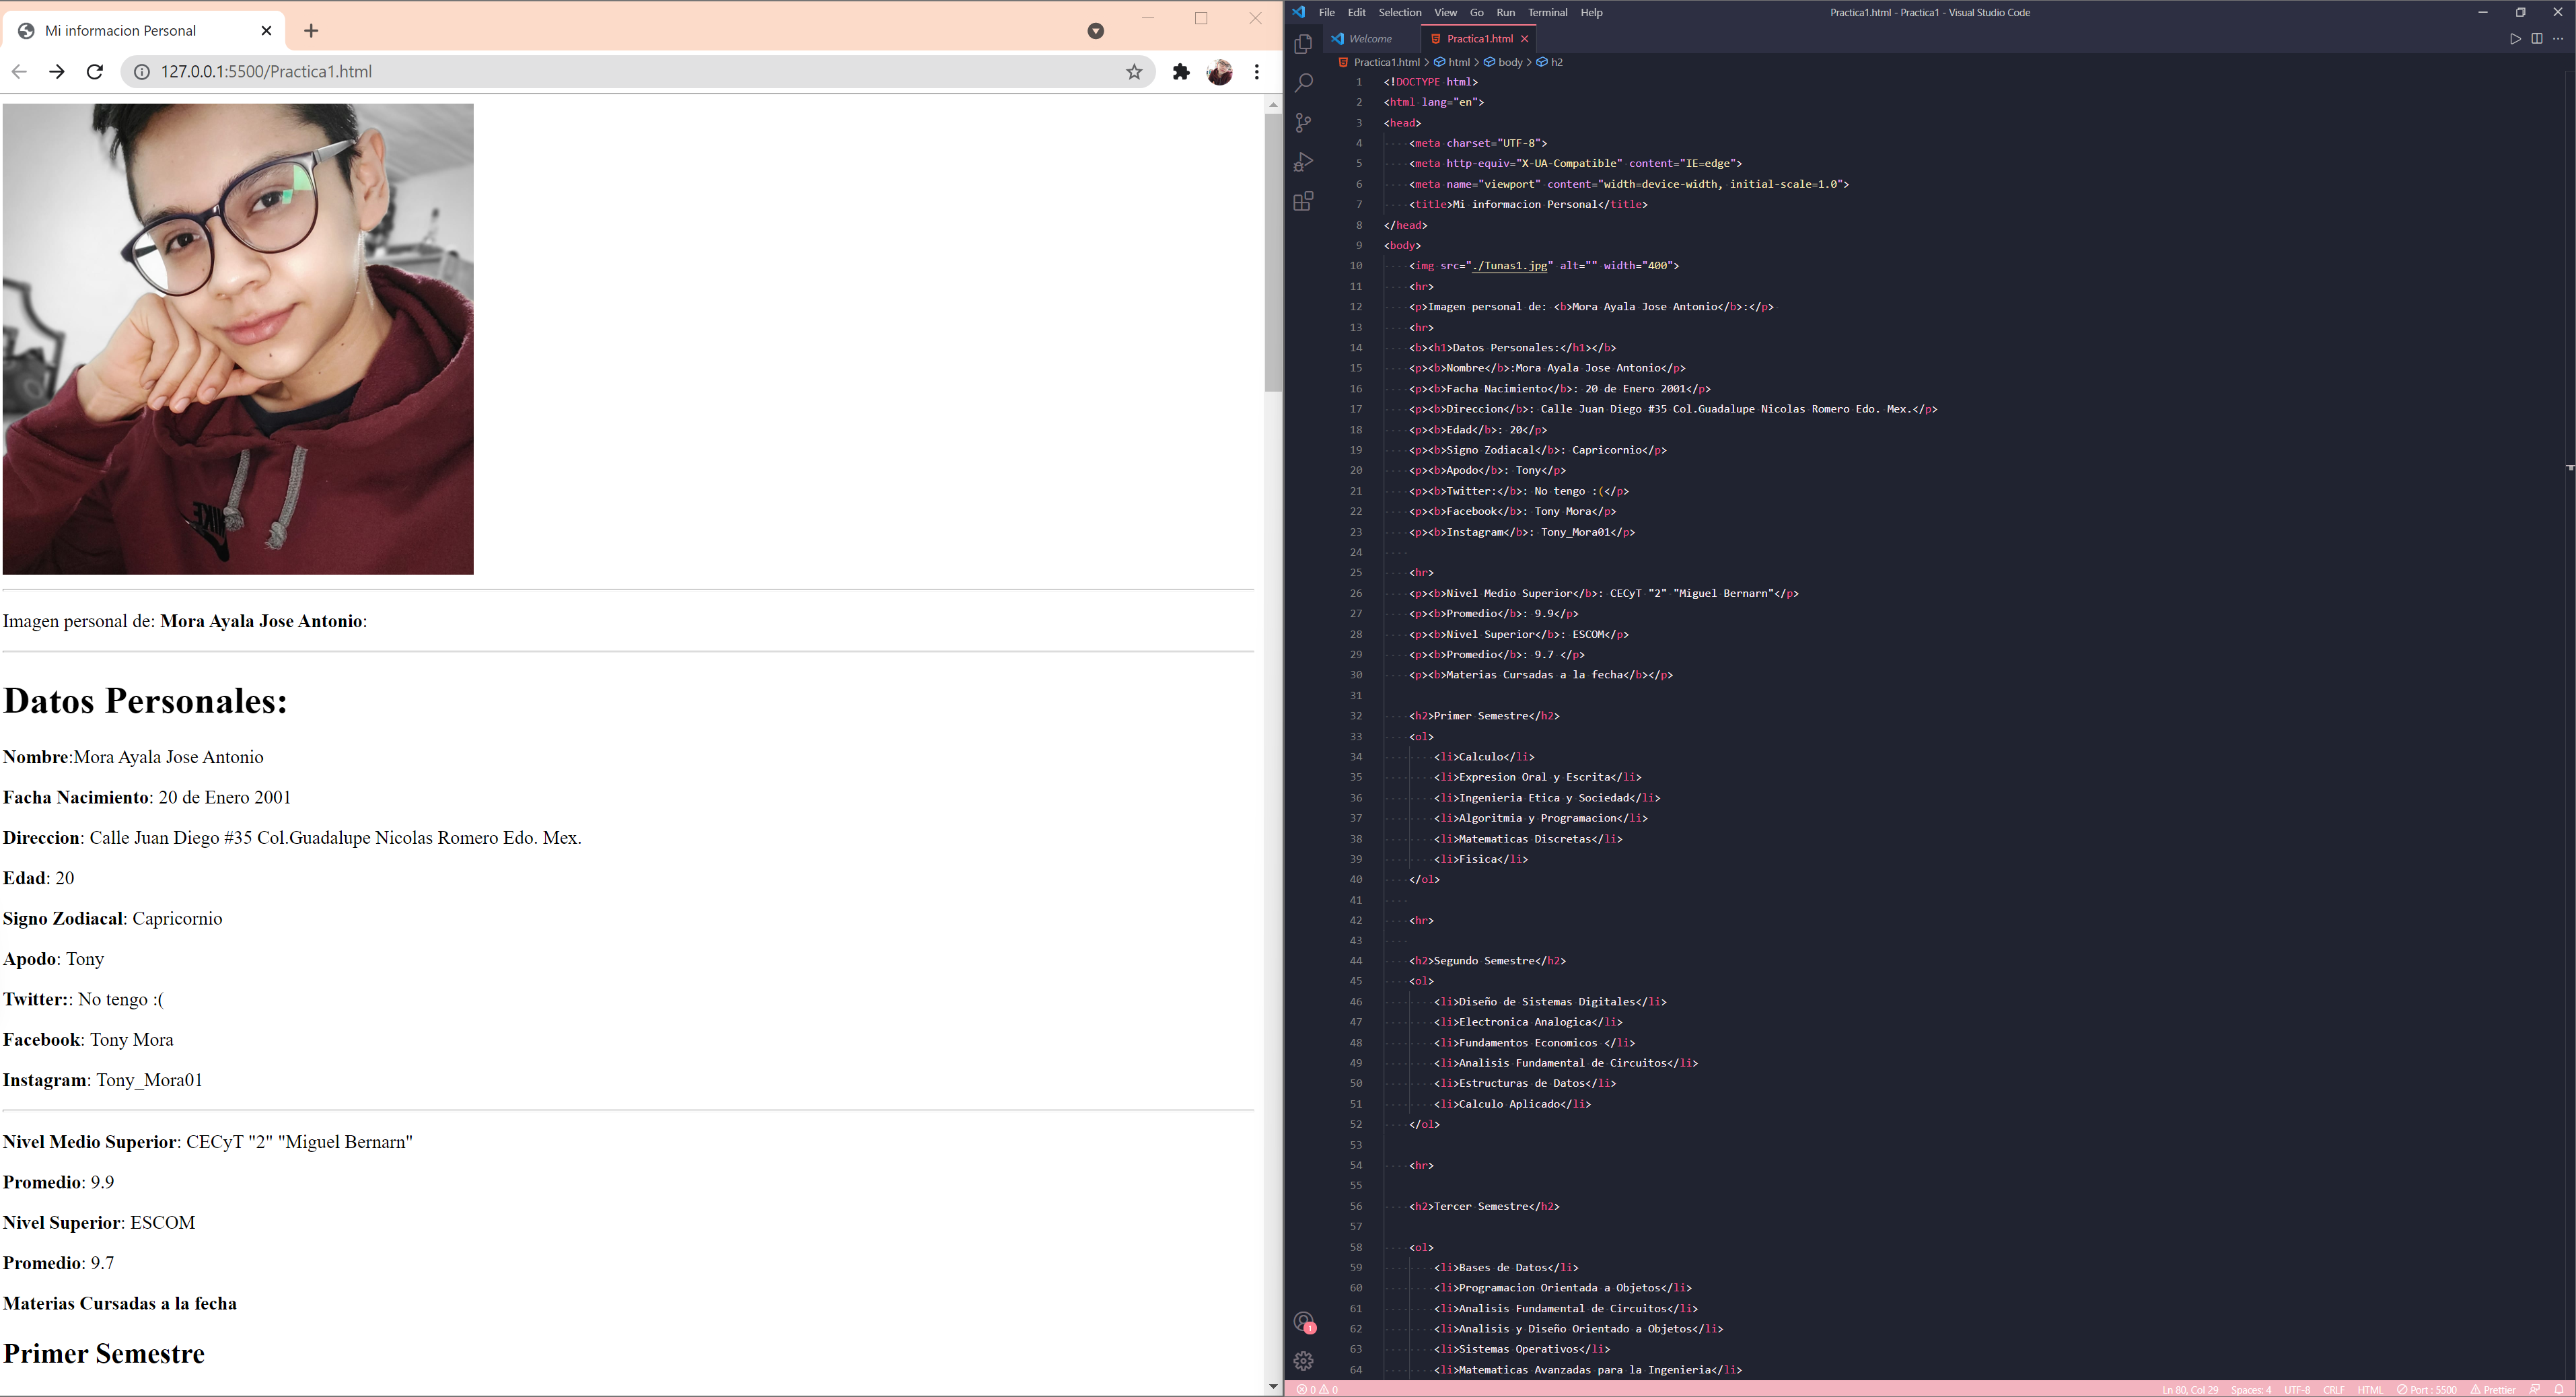 Mi informacion Personal
127.0.0.1:5500/Practica1.html
NIKE
Imagen personal de: Mora Ayala Jose Antonio:
Datos Personales:
Nombre:Mora Ayala Jose Antonio
Facha Nacimiento: 20 de Enero 2001
Direccion: Calle Juan Diego #35 Col.Guadalupe Nicolas Romero Edo. Mex.
Edad: 20
Signo Zodiacal: Capricornio
Apodo: Tony
Twitter:: No tengo :(
Facebook: Tony Mora
Instagram: Tony_Mora01
Nivel Medio Superior: CECyT "2" "Miguel Bernarn"
Promedio: 9.9
Nivel Superior: ESCOM
Promedio: 9.7
Materias Cursadas a la fecha
Primer Semestre
File Edit Selection View Go Run Terminal Help
Practica1.html - Practica1 - Visual Studio Code
Welcome
Practica1.html
Practica1.html > html > body > h2
1 <!DOCTYPE html>
2 <html lang="en">
3 <head>
4 <meta charset="UTF-8">
5 <meta http-equiv="X-UA-Compatible" content="IE=edge">
6 <meta name="viewport" content="width=device-width, initial-scale=1.0">
7 <title>Mi informacion Personal</title>
8 </head>
9 <body>
10 <img src="./Tunas1.jpg" alt="" width="400">
11 <hr>
12 <p>Imagen personal de: <b>Mora Ayala Jose Antonio</b>:</p>
13 <hr>
14 <b><h1>Datos Personales:</h1></b>
15 <p><b>Nombre</b>:Mora Ayala Jose Antonio</p>
16 <p><b>Facha Nacimiento</b>: 20 de Enero 2001</p>
17 <p><b>Direccion</b>: Calle Juan Diego #35 Col.Guadalupe Nicolas Romero Edo. Mex.</p>
18 <p><b>Edad</b>: 20</p>
19 <p><b>Signo Zodiacal</b>: Capricornio</p>
20 <p><b>Apodo</b>: Tony</p>
21 <p><b>Twitter:</b>: No tengo :(</p>
22 <p><b>Facebook</b>: Tony Mora</p>
23 <p><b>Instagram</b>: Tony_Mora01</p>
24
25 <hr>
26 <p><b>Nivel Medio Superior</b>: CECyT "2" "Miguel Bernarn"</p>
27 <p><b>Promedio</b>: 9.9</p>
28 <p><b>Nivel Superior</b>: ESCOM</p>
29 <p><b>Promedio</b>: 9.7 </p>
30 <p><b>Materias Cursadas a la fecha</b></p>
31
32 <h2>Primer Semestre</h2>
33 <ol>
34 <li>Calculo</li>
35 <li>Expresion Oral y Escrita</li>
36 <li>Ingenieria Etica y Sociedad</li>
37 <li>Algoritmia y Programacion</li>
38 <li>Matematicas Discretas</li>
39 <li>Fisica</li>
40 </ol>
41
42 <hr>
43
44 <h2>Segundo Semestre</h2>
45 <ol>
46 <li>Diseño de Sistemas Digitales</li>
47 <li>Electronica Analogica</li>
48 <li>Fundamentos Economicos </li>
49 <li>Analisis Fundamental de Circuitos</li>
50 <li>Estructuras de Datos</li>
51 <li>Calculo Aplicado</li>
52 </ol>
53
54 <hr>
55
56 <h2>Tercer Semestre</h2>
57
58 <ol>
59 <li>Bases de Datos</li>
60 <li>Programacion Orientada a Objetos</li>
61 <li>Analisis Fundamental de Circuitos</li>
62 <li>Analisis y Diseño Orientado a Objetos</li>
63 <li>Sistemas Operativos</li>
64 <li>Matematicas Avanzadas para la Ingenieria</li>
1
0 0 Ln 80, Col 29 Spaces: 4 UTF-8 CRLF HTML Port : 5500 Prettier